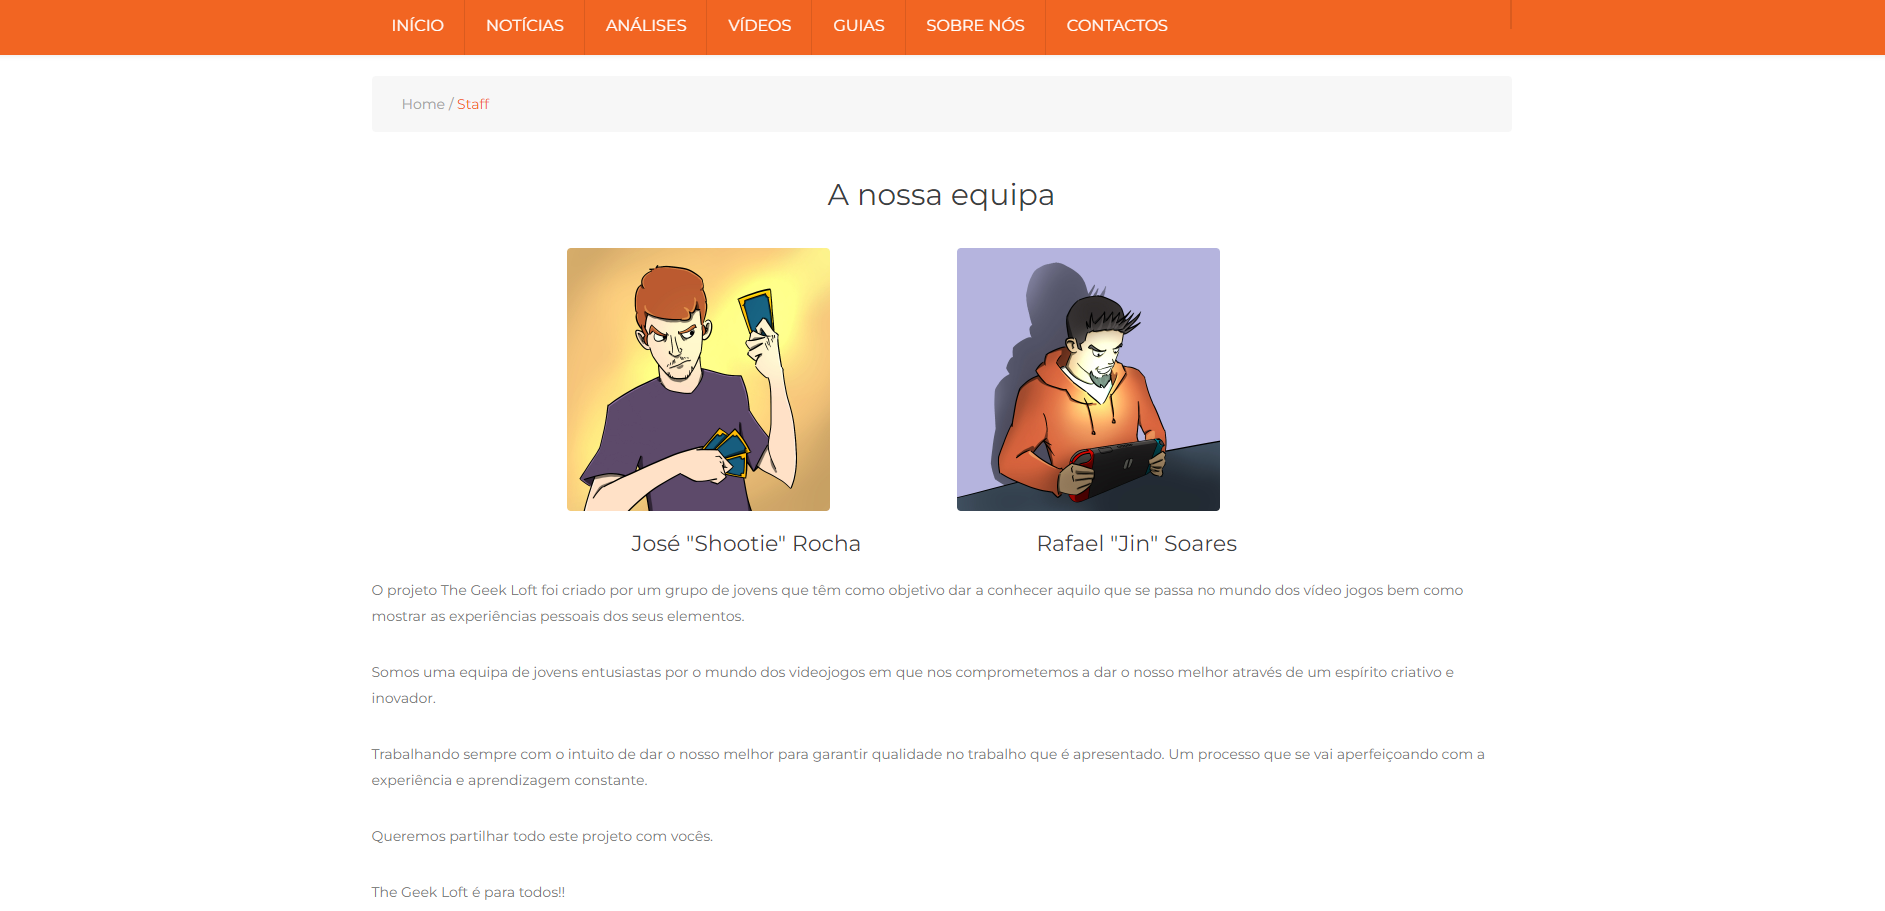 INÍCIO NOTÍCIAS ANÁLISES VÍDEOS GUIAS SOBRE NÓS CONTACTOS
Home / Staff
A nossa equipa
José "Shootie" Rocha
Rafael "Jin" Soares
O projeto The Geek Loft foi criado por um grupo de jovens que têm como objetivo dar a conhecer aquilo que se passa no mundo dos vídeo jogos bem como
mostrar as experiências pessoais dos seus elementos.
Somos uma equipa de jovens entusiastas por o mundo dos videojogos em que nos comprometemos a dar o nosso melhor através de um espírito criativo e
inovador.
Trabalhando sempre com o intuito de dar o nosso melhor para garantir qualidade no trabalho que é apresentado. Um processo que se vai aperfeiçoando com a
experiência e aprendizagem constante.
Queremos partilhar todo este projeto com vocês.
The Geek Loft é para todos!!